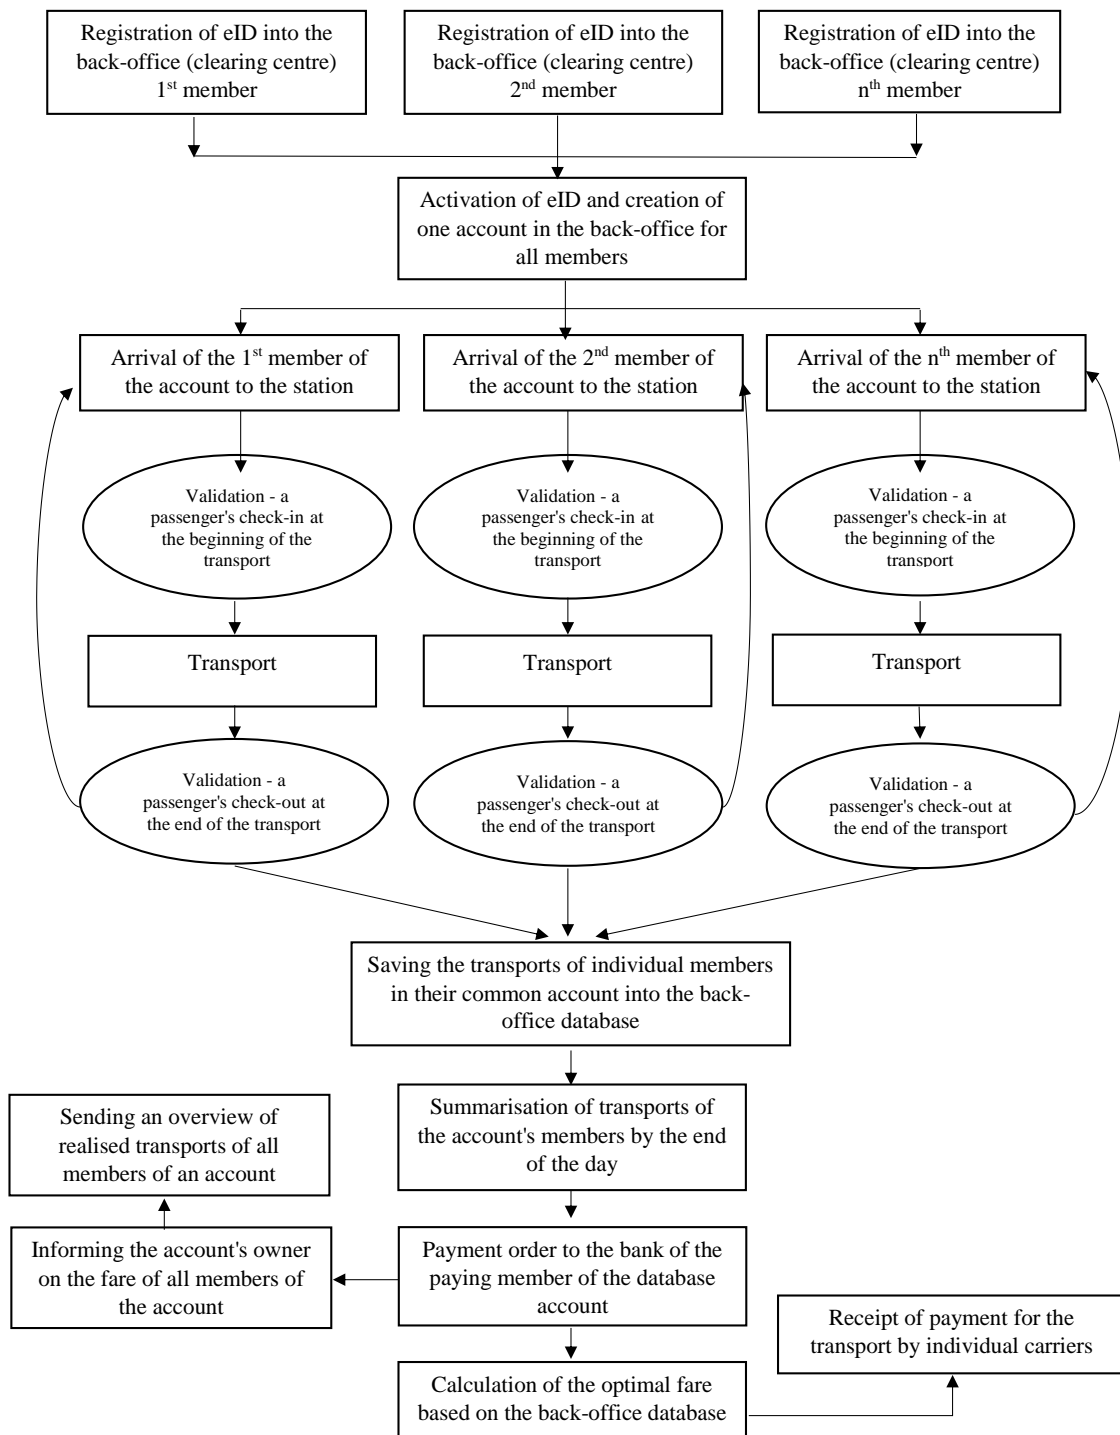 Registration of eID into the
back-office (clearing centre)
1st member
Registration of eID into the
back-office (clearing centre)
2nd member
Registration of eID into the
back-office (clearing centre)
nth member
Activation of eID and creation of
one account in the back-office for
all members
Arrival of the 1st member of
the account to the station
Arrival of the 2nd member of
the account to the station
Arrival of the nth member of
the account to the station
Validation - a
passenger's check-in at
the beginning of the
transport
Validation - a
passenger's check-in at
the beginning of the
transport
Validation - a
passenger's check-in at
the beginning of the
transport
Transport
Transport
Transport
Validation - a
passenger's check-out at
the end of the transport
Validation - a
passenger's check-out at
the end of the transport
Validation - a
passenger's check-out at
the end of the transport
Saving the transports of individual members
in their common account into the back-
office database
Sending an overview of
realised transports of all
members of an account
Summarisation of transports of
the account's members by the end
of the day
Informing the account's owner
on the fare of all members of
the account
Payment order to the bank of the
paying member of the database
account
Receipt of payment for the
transport by individual carriers
Calculation of the optimal fare
based on the back-office database